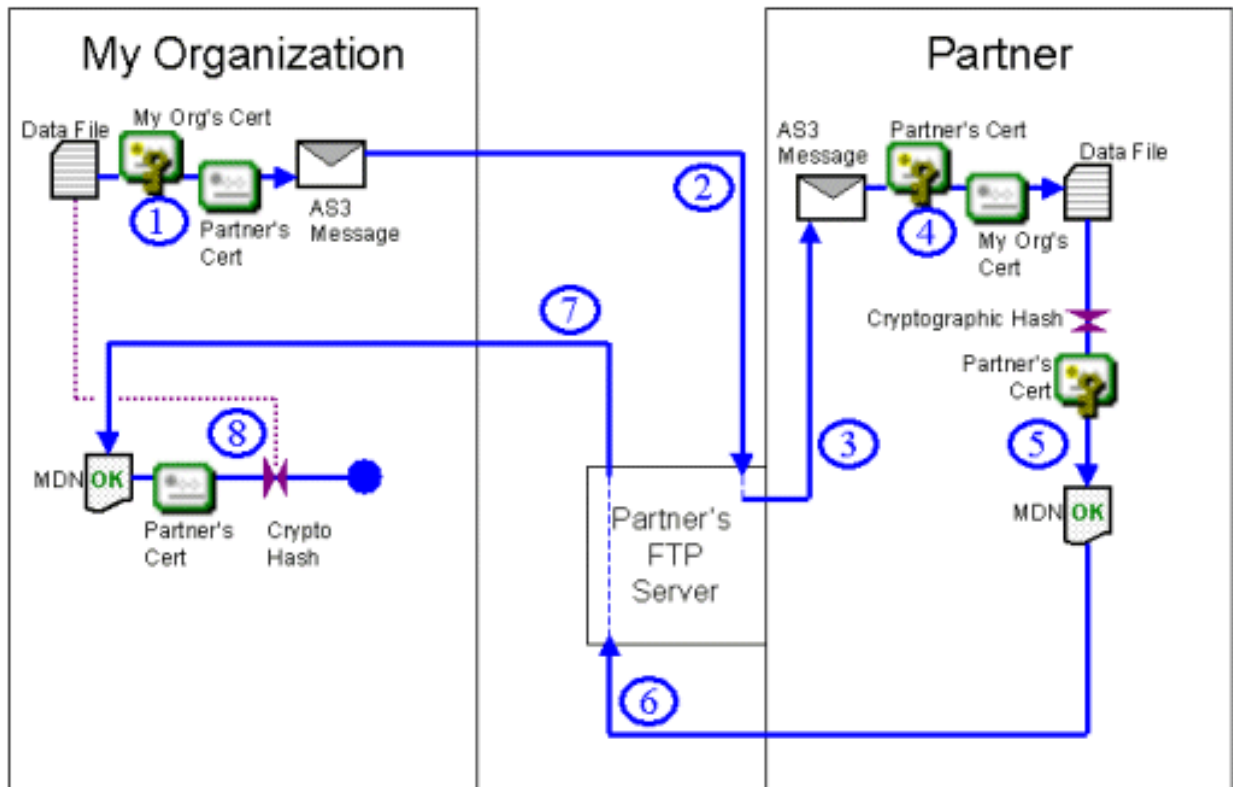 My Organization
Data File
My Org's Cert
1
Partner's
Cert
AS3
Message
2
7
8
MDN
OK
Partner's
Cert
Crypto
Hash
Partner's
FTP
Server
3
6
Partner
AS3
Message
Partner's Cert
4
My Org's
Cert
Data File
Cryptographic Hash
Partner's
Cert
5
MDN
OK